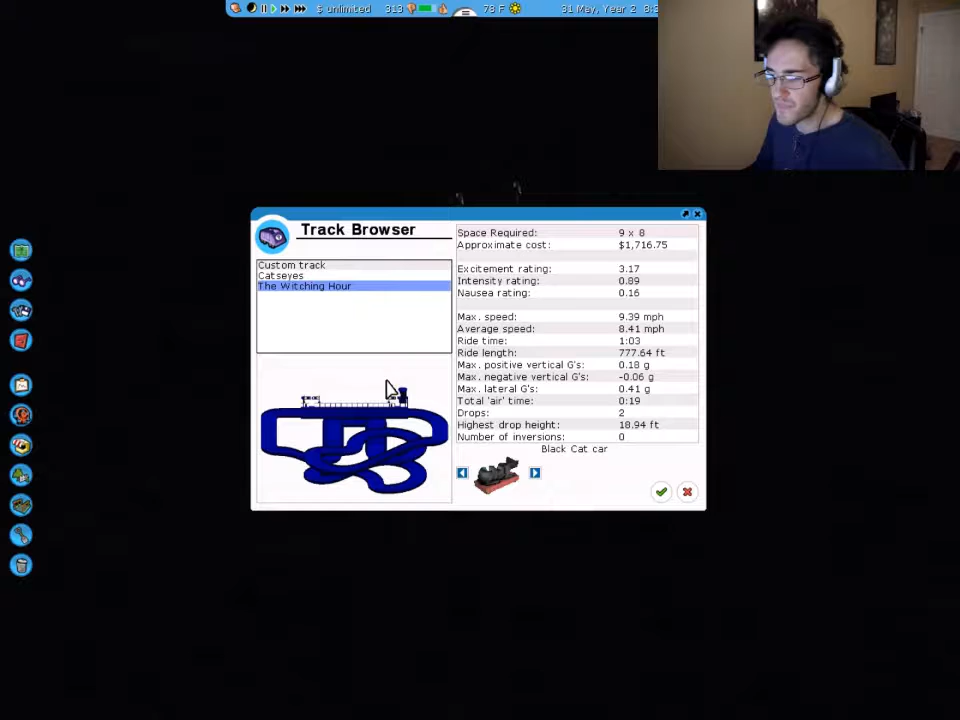 $ unlimited 313 78 F 31 May, Year 2
Track Browser
Custom track
Catseyes
The Witching Hour
Space Required: 9 x 8
Approximate cost: $1,716.75
Excitement rating: 3.17
Intensity rating: 0.89
Nausea rating: 0.16
Max. speed: 9.39 mph
Average speed: 8.41 mph
Ride time: 1:03
Ride length: 777.64 ft
Max. positive vertical G's: 0.18 g
Max. negative vertical G's: -0.06 g
Max. lateral G's: 0.41 g
Total 'air' time: 0:19
Drops: 2
Highest drop height: 18.94 ft
Number of inversions: 0
Black Cat car